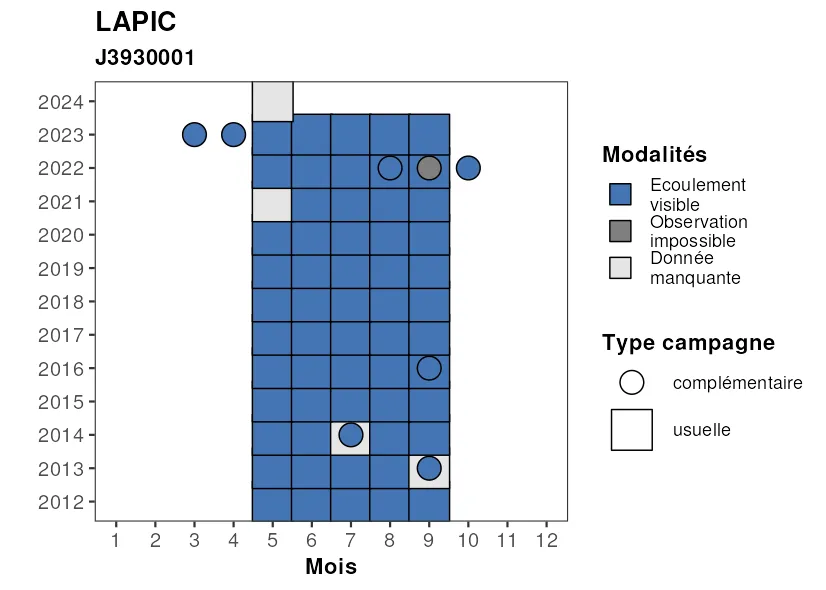 LAPIC
J3930001
2024
2023
2022
2021
2020
2019
2018
2017
2016
2015
2014
2013
2012
1 2 3 4 5 6 7 8 9 10 11 12
Mois
Modalités
Ecoulement
visible
Observation
impossible
Donnée
manquante
Type campagne
complémentaire
usuelle